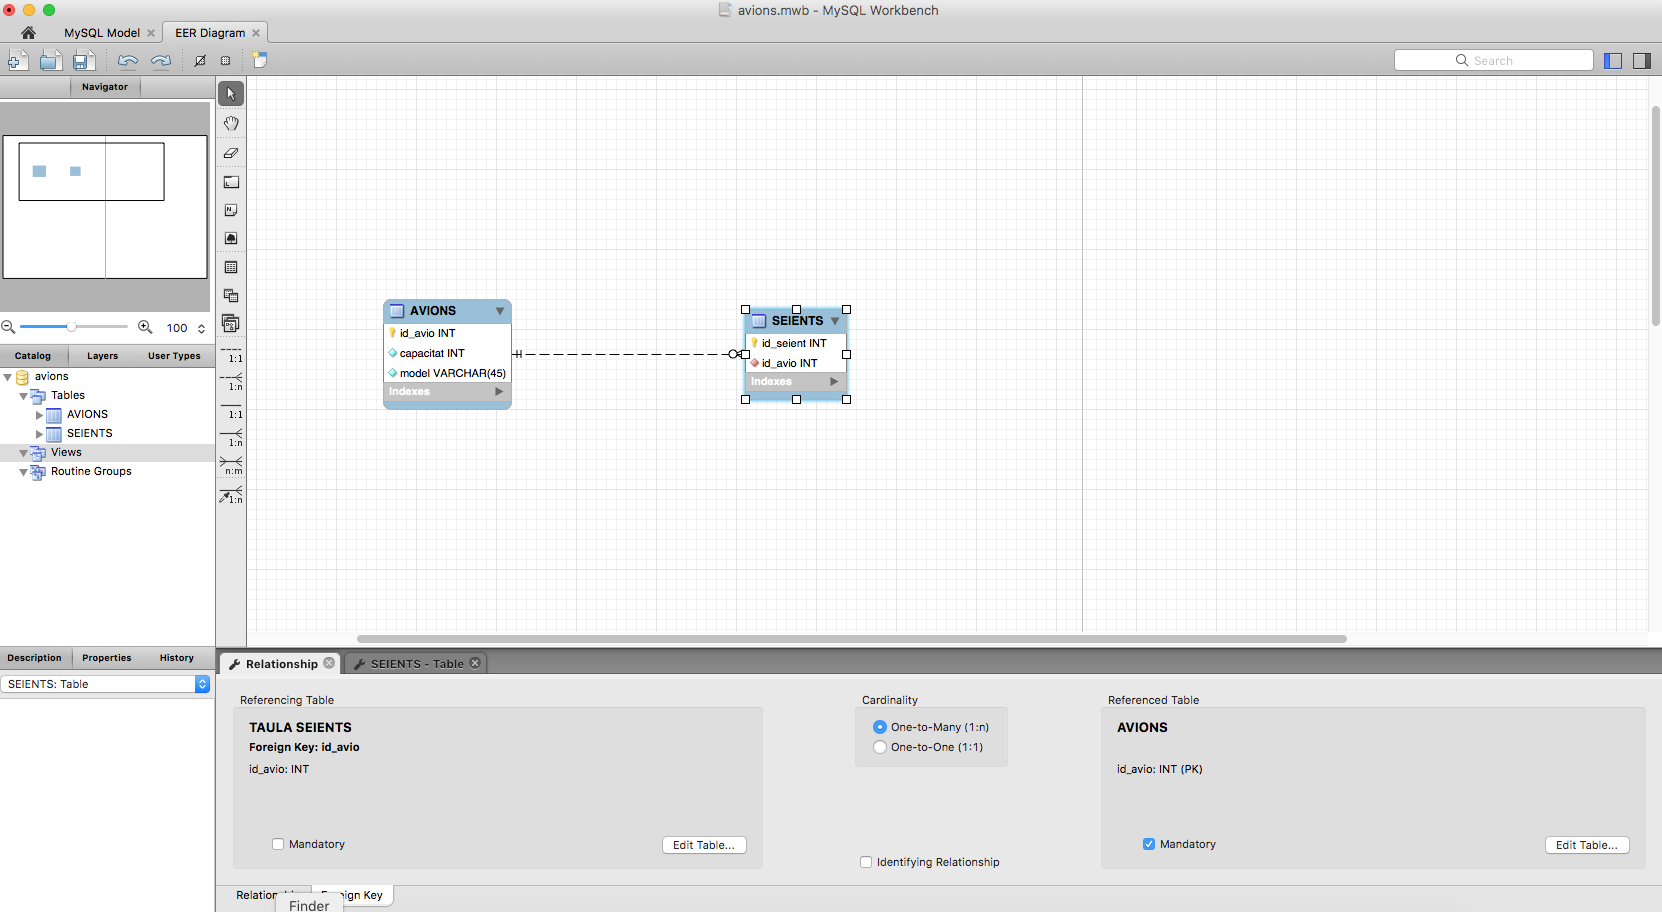 avions.mwb - MySQL Workbench
MySQL Model
EER Diagram
Search
Navigator
100
Catalog Layers User Types
avions
Tables
AVIONS
SEIENTS
Views
Routine Groups
1:1
1:n
1:1
1:n
n:m
1:n
AVIONS
id_avio INT
capacitat INT
model VARCHAR(45)
Indexes
SEIENTS
id_seient INT
id_avio INT
Indexes
Description Properties History
SEIENTS: Table
Relationship
SEIENTS - Table
Referencing Table
TAULA SEIENTS
Foreign Key: id_avio
id_avio: INT
Mandatory
Edit Table...
Cardinality
One-to-Many (1:n)
One-to-One (1:1)
Identifying Relationship
Referenced Table
AVIONS
id_avio: INT (PK)
Mandatory
Edit Table...
Relationship Foreign Key
Finder